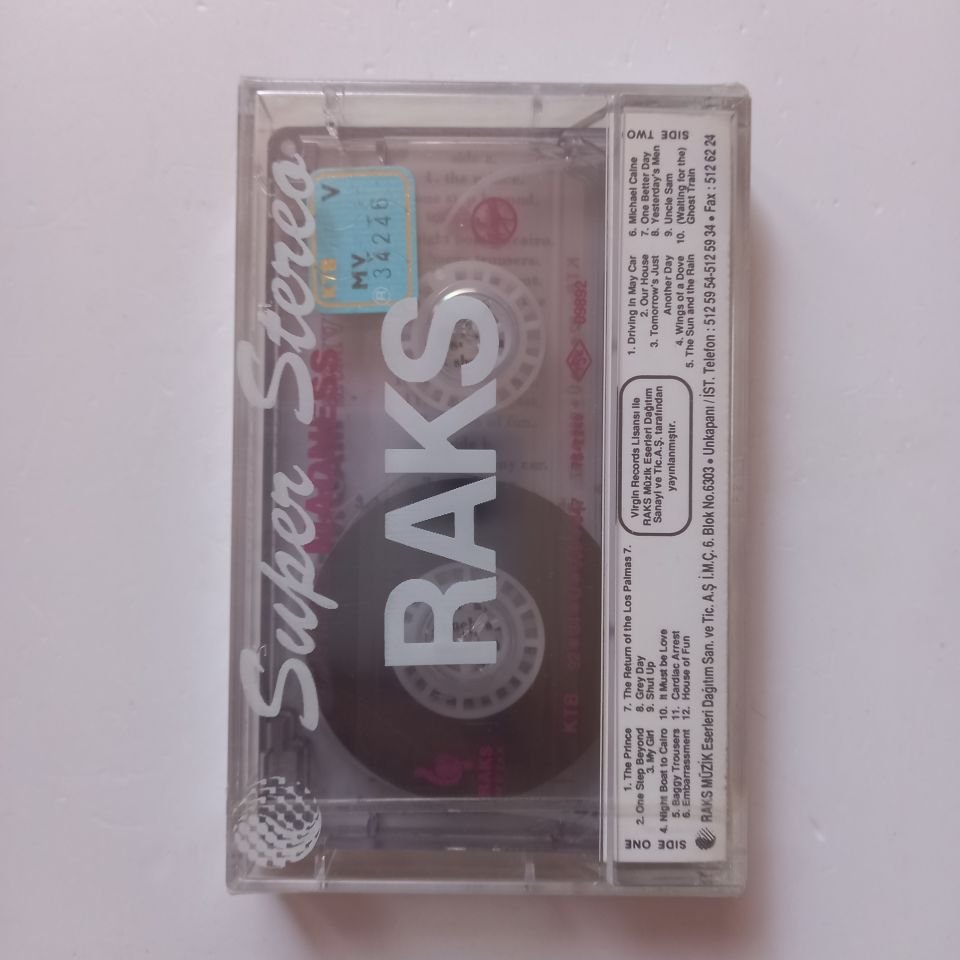 Super Stereo
RAKS
K78 V
MV.
® 34246
MADNESS
SIDE ONE
1. The Prince
2. One Step Beyond
3. My Girl
4. Night Boat to Cairo
5. Baggy Trousers
6. Embarrassment
7. The Return of the Los Palmas 7.
8. Grey Day
9. Shut Up
10. It Must be Love
11. Cardiac Arrest
12. House of Fun
Virgin Records Lisansı ile
RAKS Müzik Eserleri Dağıtım
Sanayi ve Tic.A.Ş. tarafından
yayınlanmıştır.
SIDE TWO
1. Driving In May Car
2. Our House
3. Tomorrow's Just
Another Day
4. Wings of a Dove
5. The Sun and the Rain
6. Michael Caine
7. One Better Day
8. Yesterday's Men
9. Uncle Sam
10. (Waiting for the)
Ghost Train
RAKS MÜZİK Eserleri Dağıtım San. ve Tic. A.Ş İ.M.Ç. 6. Blok No.6303 • Unkapanı / İST. Telefon : 512 59 54-512 59 34 • Fax : 512 62 24
RAKS
K78
09892